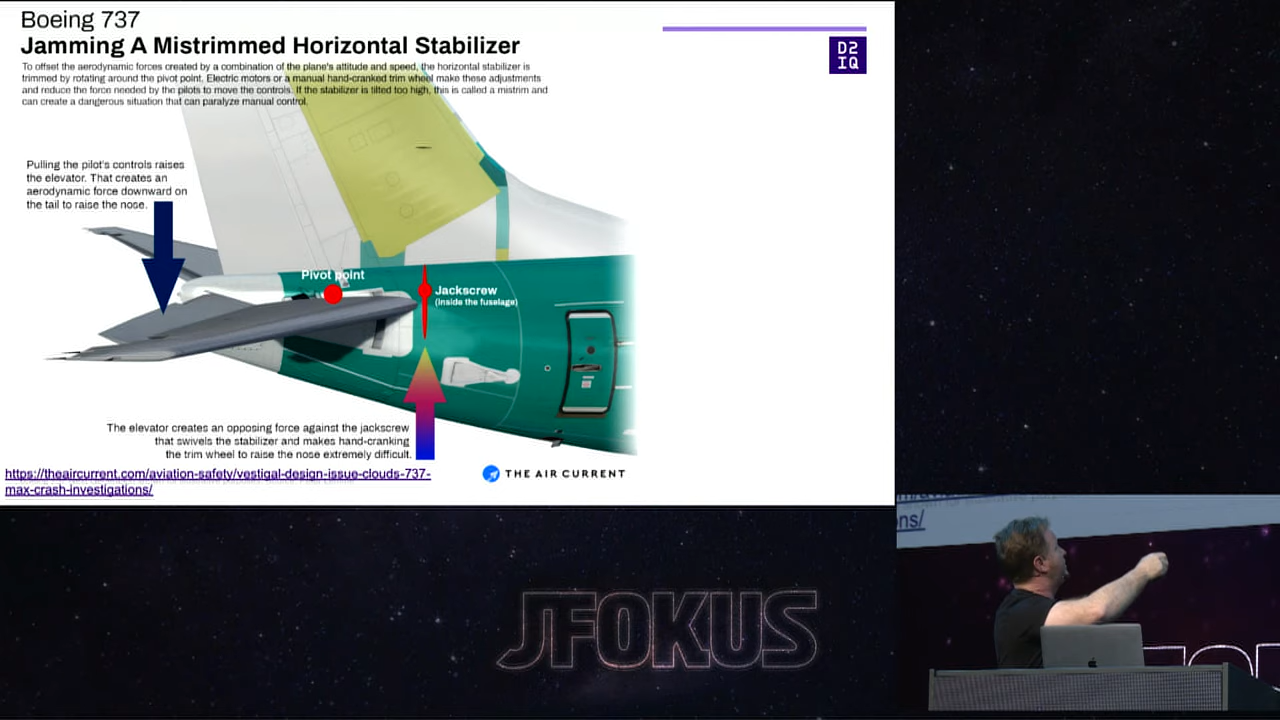 Boeing 737
Jamming A Mistrimmed Horizontal Stabilizer
To offset the aerodynamic forces created by a combination of the plane's attitude and speed, the horizontal stabilizer is
trimmed by rotating around the pivot point. Electric motors or a manual hand-cranked trim wheel make these adjustments
and reduce the force needed by the pilots to move the controls. If the stabilizer is tilted too high, this is called a mistrim and
can create a dangerous situation that can paralyze manual control.
D2
IQ
Pulling the pilot's controls raises
the elevator. That creates an
aerodynamic force downward on
the tail to raise the nose.
Pivot point
Jackscrew
(inside the fuselage)
The elevator creates an opposing force against the jackscrew
that swivels the stabilizer and makes hand-cranking
the trim wheel to raise the nose extremely difficult.
https://theaircurrent.com/aviation-safety/vestigal-design-issue-clouds-737-
max-crash-investigations/
THE AIR CURRENT
ns/
JFOKUS